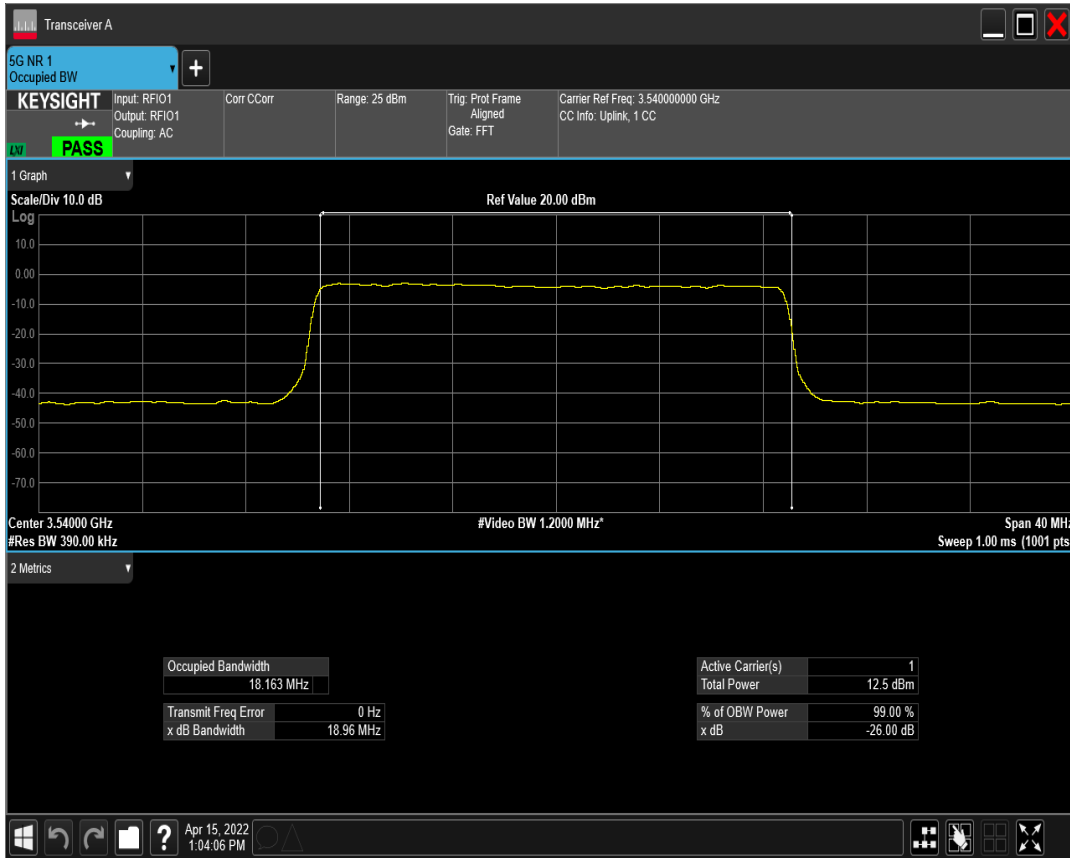 Transceiver A
5G NR 1
Occupied BW
+
KEYSIGHT
Input: RFIO1
Output: RFIO1
Coupling: AC
Corr CCorr
Range: 25 dBm
Trig: Prot Frame
Aligned
Gate: FFT
Carrier Ref Freq: 3.540000000 GHz
CC Info: Uplink, 1 CC
LXI
PASS
1 Graph
Scale/Div 10.0 dB
Ref Value 20.00 dBm
Log
10.0
0.00
-10.0
-20.0
-30.0
-40.0
-50.0
-60.0
-70.0
Center 3.54000 GHz
#Video BW 1.2000 MHz*
Span 40 MHz
#Res BW 390.00 kHz
Sweep 1.00 ms (1001 pts
2 Metrics
Occupied Bandwidth
18.163 MHz
Transmit Freq Error 0 Hz
x dB Bandwidth 18.96 MHz
Active Carrier(s) 1
Total Power 12.5 dBm
% of OBW Power 99.00 %
x dB -26.00 dB
?
Apr 15, 2022
1:04:06 PM